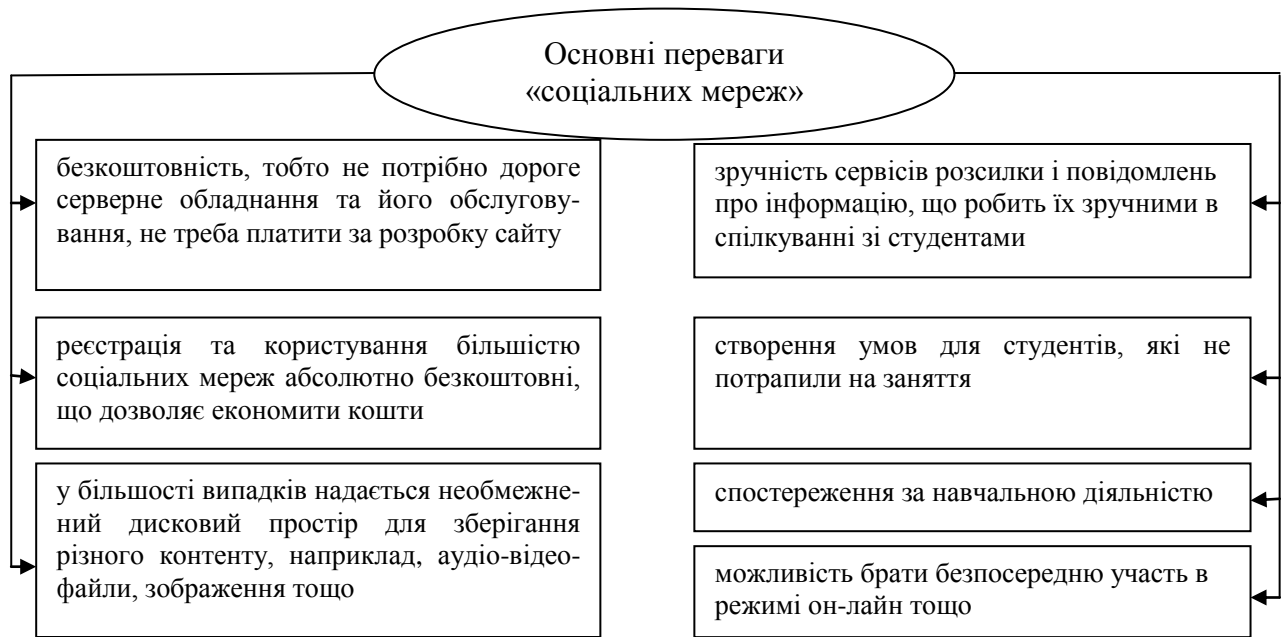 Основні переваги
«соціальних мереж»
безкоштовність, тобто не потрібно дороге
серверне обладнання та його обслугову-
вання, не треба платити за розробку сайту
реєстрація та користування більшістю
соціальних мереж абсолютно безкоштовні,
що дозволяє економити кошти
у більшості випадків надається необмежне-
ний дисковий простір для зберігання
різного контенту, наприклад, аудіо-відео-
файли, зображення тощо
зручність сервісів розсилки і повідомлень
про інформацію, що робить їх зручними в
спілкуванні зі студентами
створення умов для студентів, які не
потрапили на заняття
спостереження за навчальною діяльністю
можливість брати безпосередню участь в
режимі он-лайн тощо